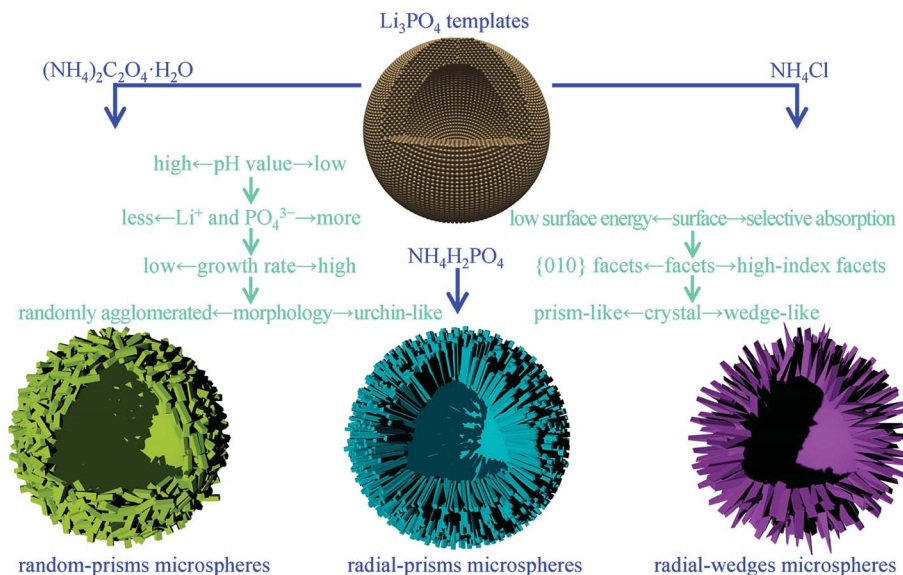 Li₃PO₄ templates
(NH₄)₂C₂O₄·H₂O
NH₄Cl
high←pH value→low
less←Li⁺ and PO₄³⁻→more
low←growth rate→high
randomly agglomerated←morphology→urchin-like
NH₄H₂PO₄
low surface energy←surface→selective absorption
{010} facets←facets→high-index facets
prism-like←crystal→wedge-like
random-prisms microspheres
radial-prisms microspheres
radial-wedges microspheres